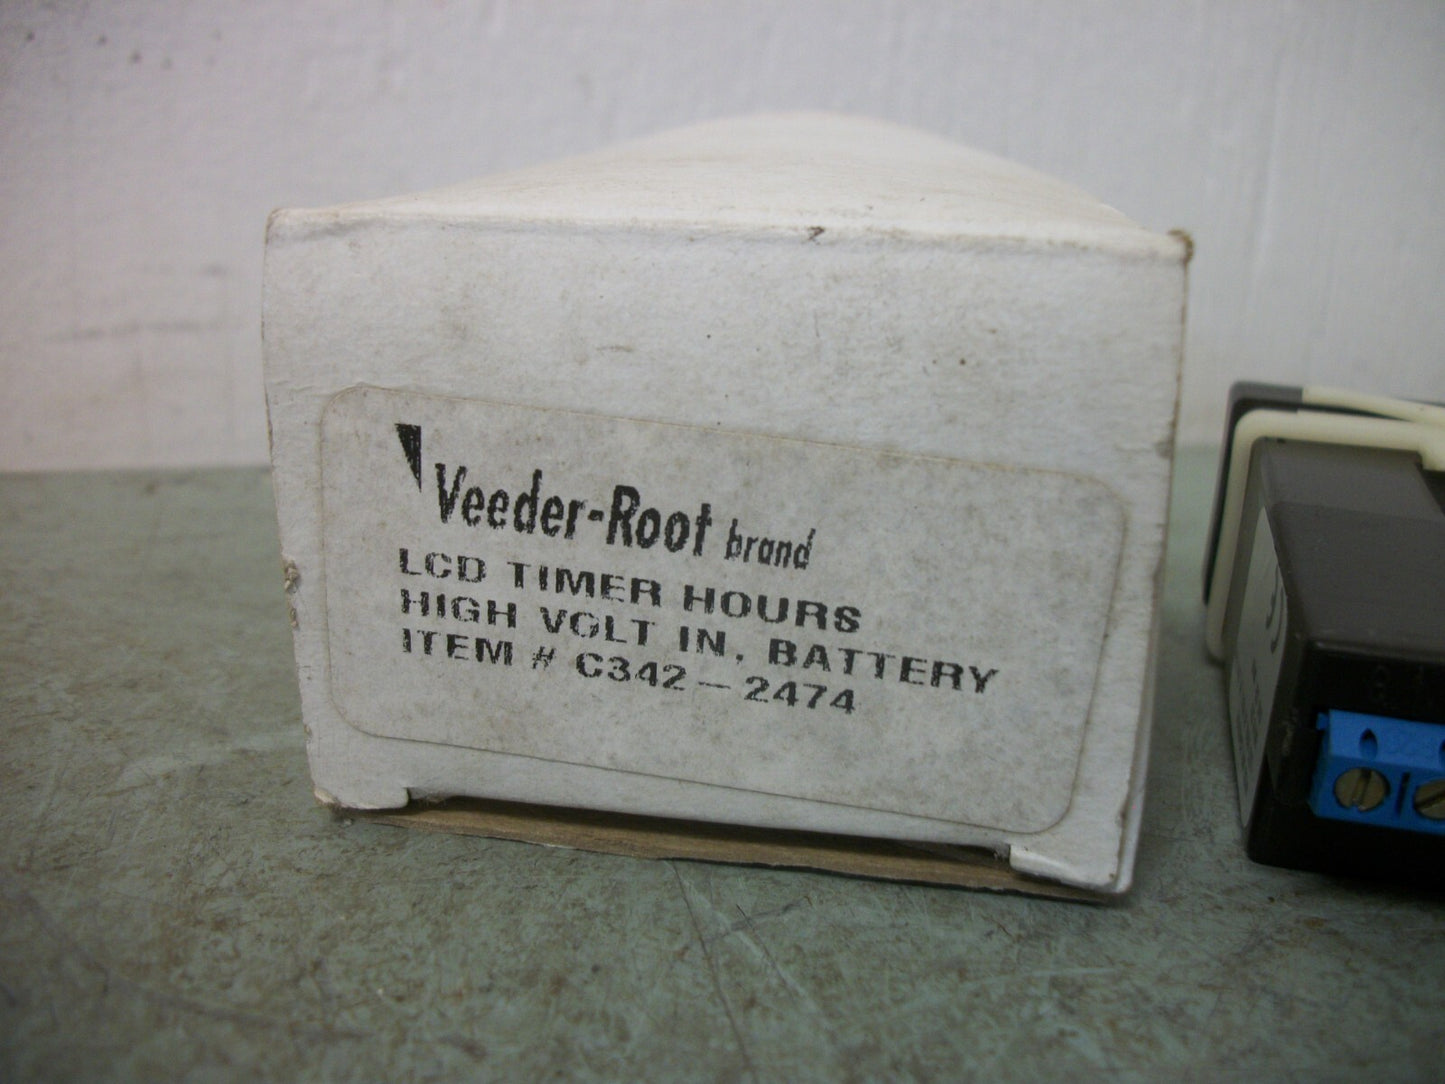 Veeder-Root brand
LCD TIMER HOURS
HIGH VOLT IN, BATTERY
ITEM # C342-2474